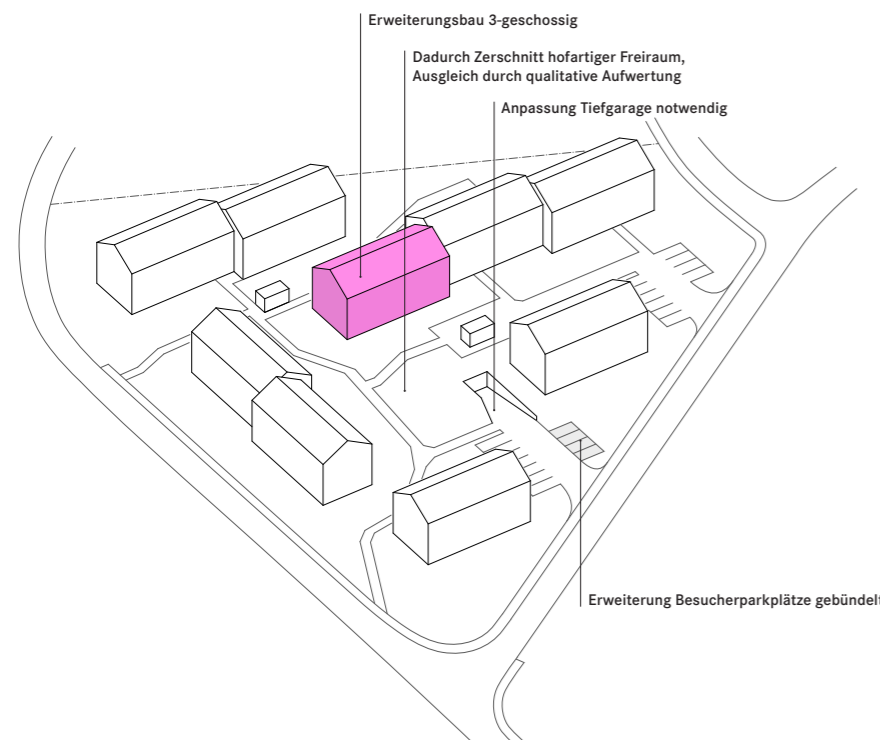 Erweiterungsbau 3-geschossig
Dadurch Zerschnitt hofartiger Freiraum,
Ausgleich durch qualitative Aufwertung
Anpassung Tiefgarage notwendig
Erweiterung Besucherparkplätze gebündelt